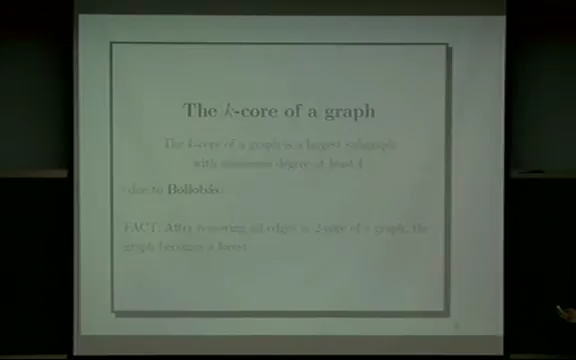 The k-core of a graph
The k-core of a graph is a largest subgraph
with minimum degree at least k
due to Bollobás.
FACT: After removing all edges in 2-core of a graph, the
graph becomes a forest